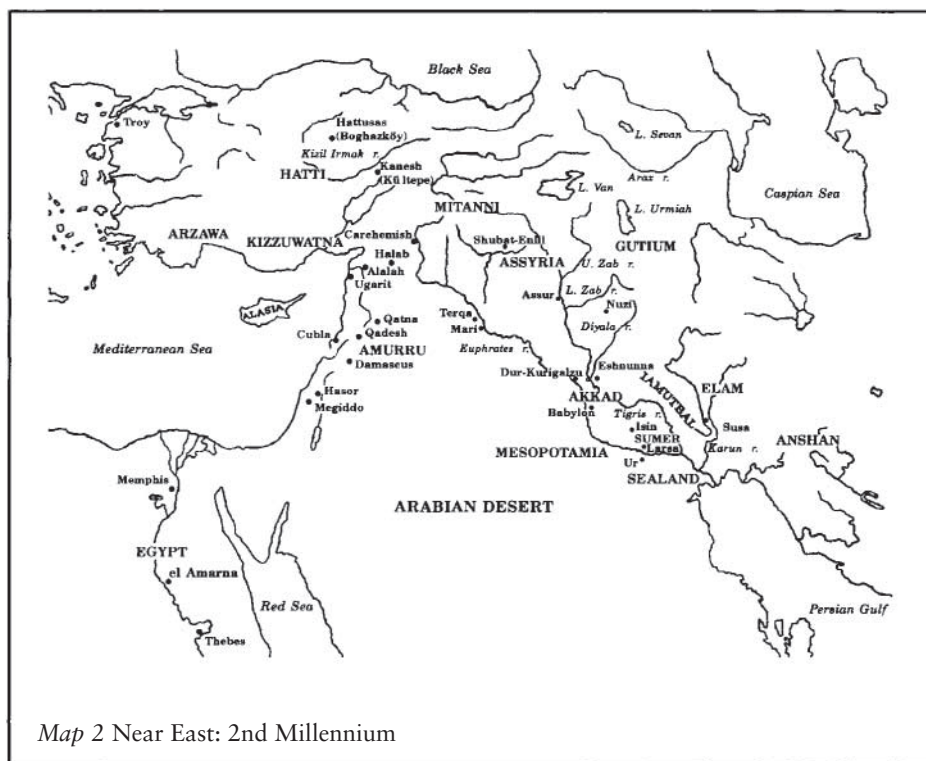 Black Sea
Troy
Hattusas
(Boghazköy)
L. Sevan
Kizil Irmak r.
HATTI
Kanesh
(Kültepe)
Arax r.
L. Van
Caspian Sea
MITANNI
L. Urmiah
ARZAWA
KIZZUWATNA
Carchemish
Shubat-Enlil
GUTIUM
Halab
ASSYRIA
U. Zab r.
Alalah
Ugarit
Assur
L. Zab r.
Nuzi
ALASIA
Qatna
Terqa
Mari
Diyala r.
Cubla
Qadesh
Mediterranean Sea
AMURRU
Euphrates r.
Damascus
Dur-Kurigalzu
Eshnunna
IAMUTBAL
ELAM
Hasor
Megiddo
AKKAD
Babylon
Tigris r.
Isin
Susa
SUMER
Larsa
Karun r.
ANSHAN
MESOPOTAMIA
Ur
SEALAND
Memphis
ARABIAN DESERT
EGYPT
el Amarna
Red Sea
Persian Gulf
Thebes
Map 2 Near East: 2nd Millennium